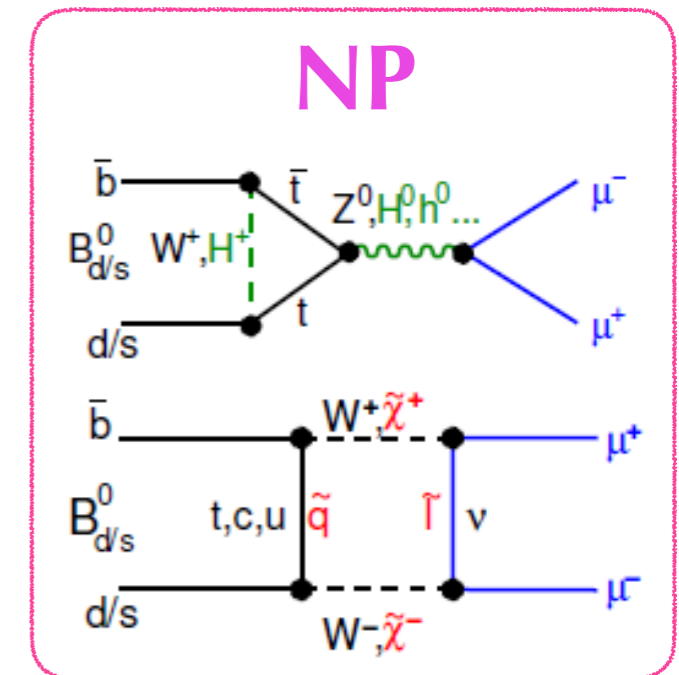 NP
b̄ t̄ Z⁰,H⁰,h⁰... μ⁻
B⁰d/s W⁺,H⁺
d/s t μ⁺
b̄ W⁺,χ̃⁺ μ⁺
B⁰d/s t,c,u q̃ l̃ ν
d/s W⁻,χ̃⁻ μ⁻